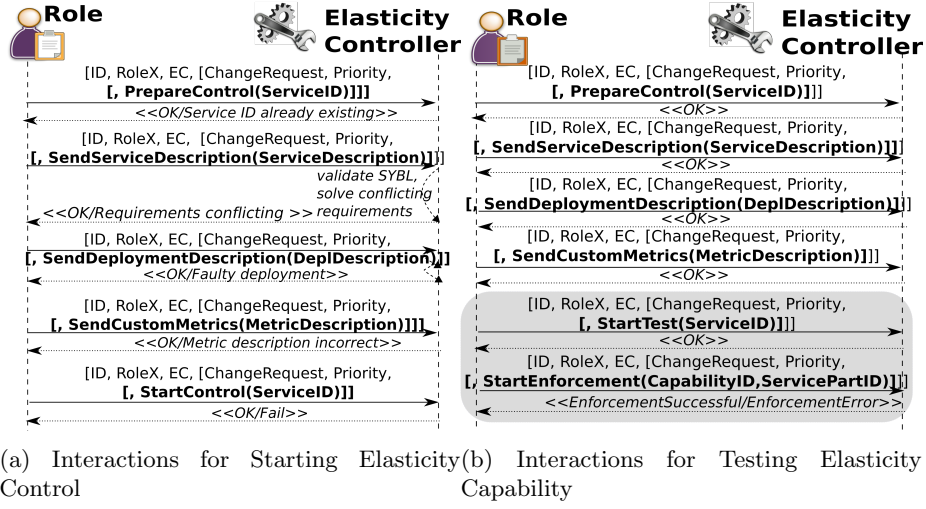 Role
Elasticity
Controller
[ID, RoleX, EC, [ChangeRequest, Priority,
[, PrepareControl(ServiceID)]]]
<<OK/Service ID already existing>>
[ID, RoleX, EC, [ChangeRequest, Priority,
[, SendServiceDescription(ServiceDescription)]]]
validate SYBL,
solve conflicting
requirements
<<OK/Requirements conflicting >>
[ID, RoleX, EC, [ChangeRequest, Priority,
[, SendDeploymentDescription(DeplDescription)]]]
<<OK/Faulty deployment>>
[ID, RoleX, EC, [ChangeRequest, Priority,
[, SendCustomMetrics(MetricDescription)]]]
<<OK/Metric description incorrect>>
[ID, RoleX, EC, [ChangeRequest, Priority,
[, StartControl(ServiceID)]]
<<OK/Fail>>
(a) Interactions for Starting Elasticity
Control
Role
Elasticity
Controller
[ID, RoleX, EC, [ChangeRequest, Priority,
[, PrepareControl(ServiceID)]]]
<<OK>>
[ID, RoleX, EC, [ChangeRequest, Priority,
[, SendServiceDescription(ServiceDescription)]]]
<<OK>>
[ID, RoleX, EC, [ChangeRequest, Priority,
[, SendDeploymentDescription(DeplDescription)]]]
<<OK>>
[ID, RoleX, EC, [ChangeRequest, Priority,
[, SendCustomMetrics(MetricDescription)]]]
<<OK>>
[ID, RoleX, EC, [ChangeRequest, Priority,
[, StartTest(ServiceID)]]]
<<OK>>
[ID, RoleX, EC, [ChangeRequest, Priority,
[, StartEnforcement(CapabilityID,ServicePartID)]]]
<<EnforcementSuccessful/EnforcementError>>
(b) Interactions for Testing Elasticity
Capability